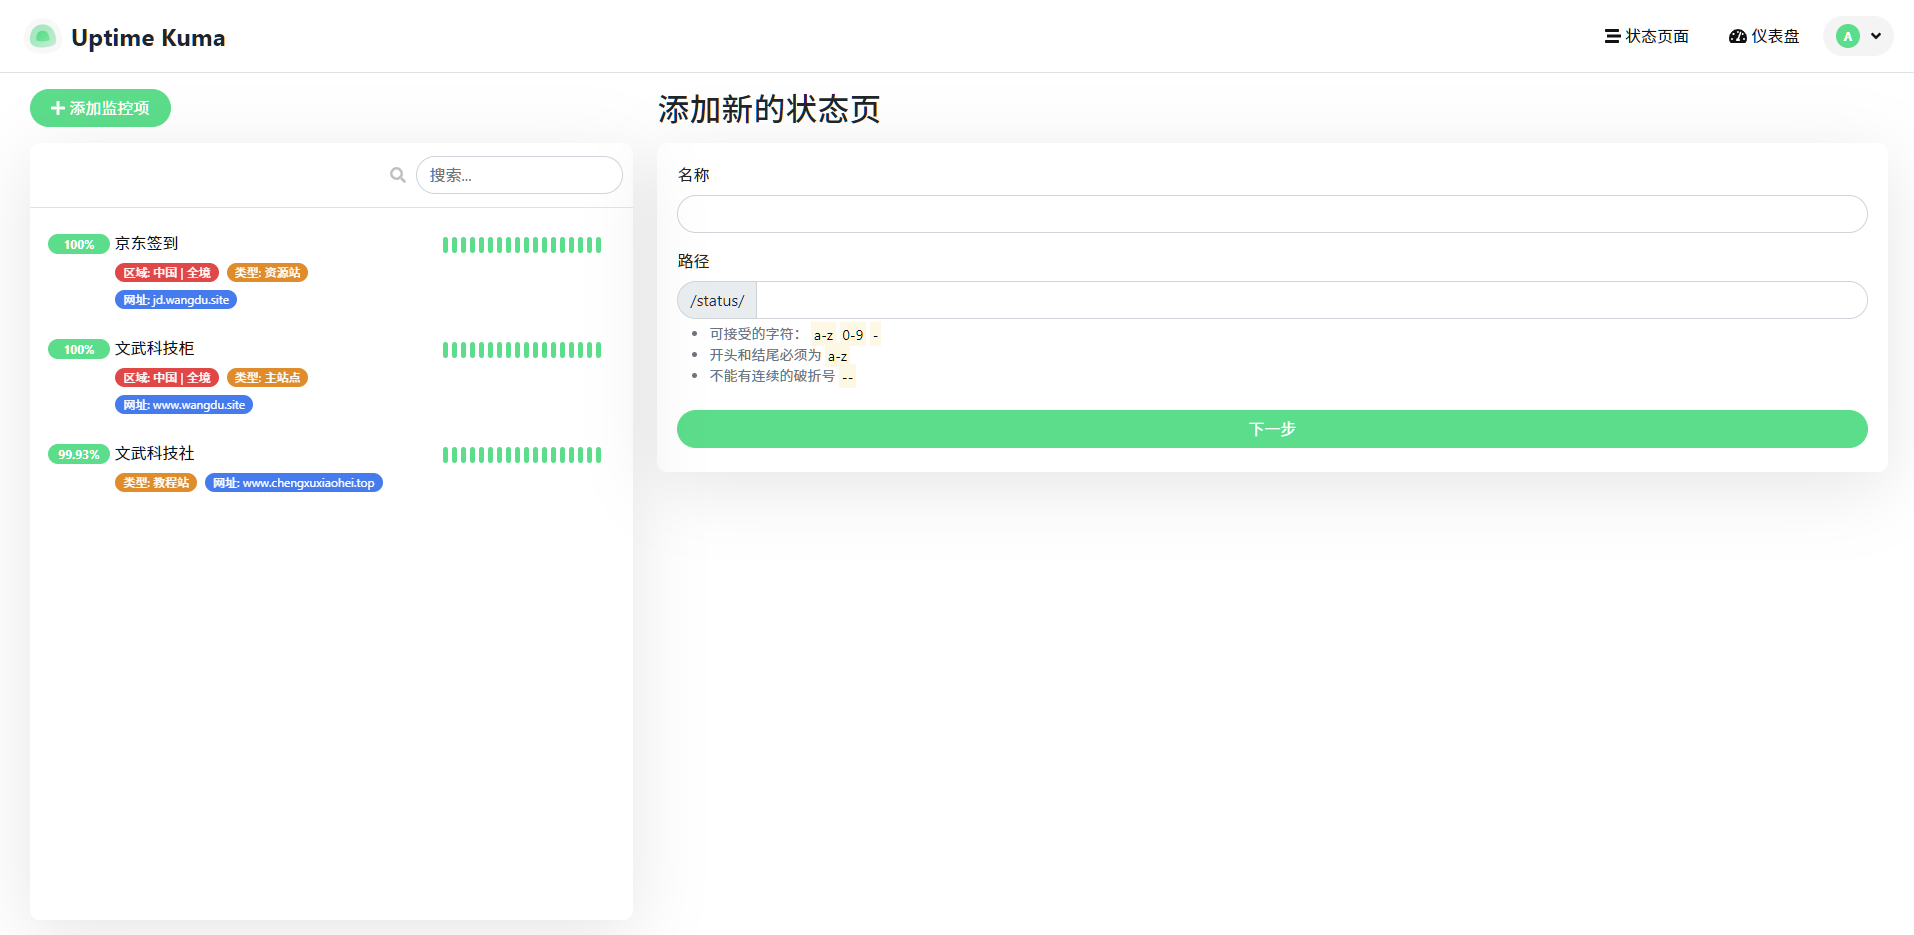 Uptime Kuma
状态页面
仪表盘
A
添加监控项
搜索...
100% 京东签到
区域: 中国 | 全境 类型: 资源站
网址: jd.wangdu.site
100% 文武科技柜
区域: 中国 | 全境 类型: 主站点
网址: www.wangdu.site
99.93% 文武科技社
类型: 教程站 网址: www.chengxuxiaohei.top
添加新的状态页
名称
路径
/status/
可接受的字符： a-z 0-9 -
开头和结尾必须为 a-z
不能有连续的破折号 --
下一步